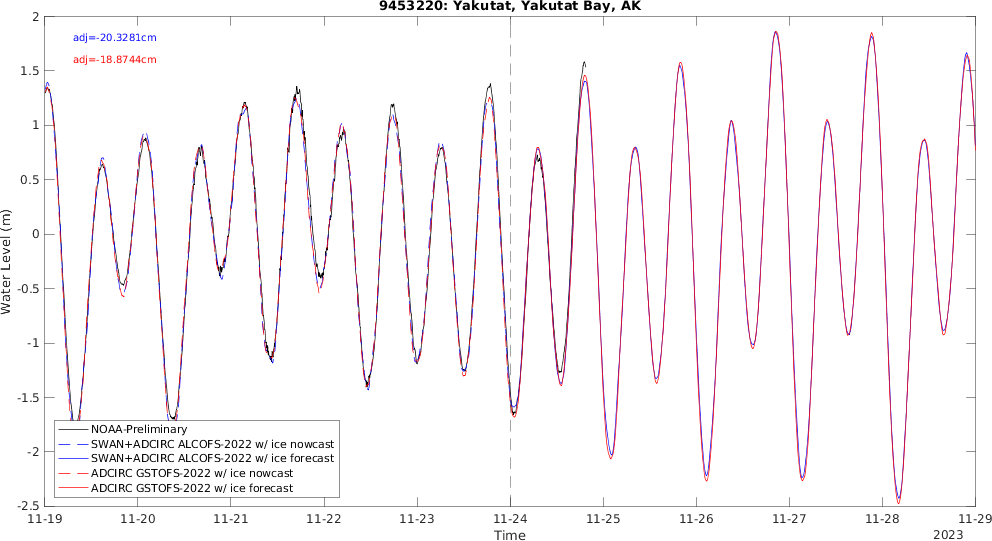 9453220: Yakutat, Yakutat Bay, AK
adj=-20.3281cm
adj=-18.8744cm
2
1.5
1
0.5
0
-0.5
-1
-1.5
-2
-2.5
Water Level (m)
NOAA-Preliminary
SWAN+ADCIRC ALCOFS-2022 w/ ice nowcast
SWAN+ADCIRC ALCOFS-2022 w/ ice forecast
ADCIRC GSTOFS-2022 w/ ice nowcast
ADCIRC GSTOFS-2022 w/ ice forecast
11-19 11-20 11-21 11-22 11-23 11-24 11-25 11-26 11-27 11-28 11-29
Time
2023